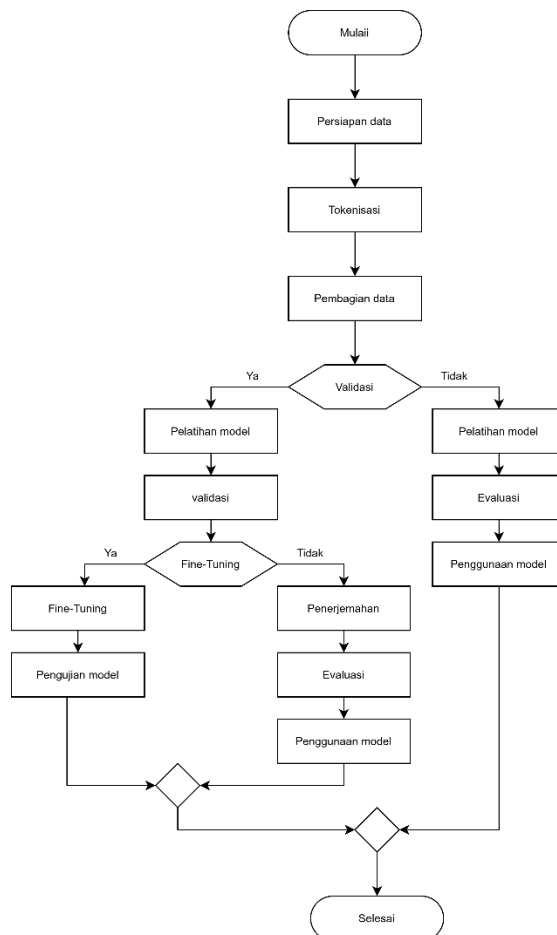 Mulaii
Persiapan data
Tokenisasi
Pembagian data
Ya
Validasi
Tidak
Pelatihan model
Pelatihan model
validasi
Evaluasi
Ya
Fine-Tuning
Tidak
Penggunaan model
Fine-Tuning
Penerjemahan
Pengujian model
Evaluasi
Penggunaan model
Selesai